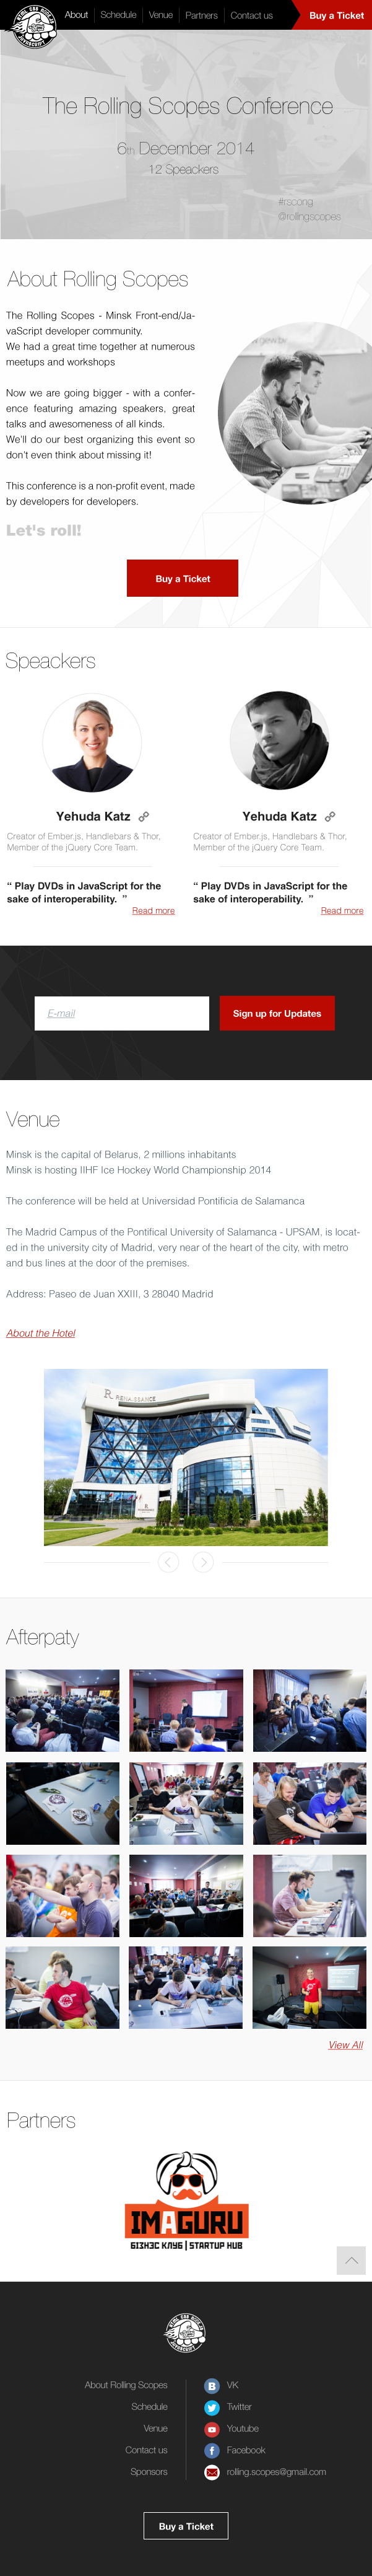 About
Schedule
Venue
Partners
Contact us
Buy a Ticket
The Rolling Scopes Conference
6th December 2014
12 Speackers
#rscong
@rollingscopes
About Rolling Scopes
The Rolling Scopes - Minsk Front-end/Ja-
vaScript developer community.
We had a great time together at numerous
meetups and workshops
Now we are going bigger - with a confer-
ence featuring amazing speakers, great
talks and awesomeness of all kinds.
We'll do our best organizing this event so
don't even think about missing it!
This conference is a non-profit event, made
by developers for developers.
Let's roll!
Buy a Ticket
Speackers
Yehuda Katz
Creator of Ember.js, Handlebars & Thor,
Member of the jQuery Core Team.
“ Play DVDs in JavaScript for the
sake of interoperability. ”
Read more
Yehuda Katz
Creator of Ember.js, Handlebars & Thor,
Member of the jQuery Core Team.
“ Play DVDs in JavaScript for the
sake of interoperability. ”
Read more
E-mail
Sign up for Updates
Venue
Minsk is the capital of Belarus, 2 millions inhabitants
Minsk is hosting IIHF Ice Hockey World Championship 2014
The conference will be held at Universidad Pontificia de Salamanca
The Madrid Campus of the Pontifical University of Salamanca - UPSAM, is locat-
ed in the university city of Madrid, very near of the heart of the city, with metro
and bus lines at the door of the premises.
Address: Paseo de Juan XXIII, 3 28040 Madrid
About the Hotel
RENAISSANCE
Afterpaty
View All
Partners
IMAGURU
БІЗНЭС КЛУБ | STARTUP HUB
About Rolling Scopes
Schedule
Venue
Contact us
Sponsors
VK
Twitter
Youtube
Facebook
rolling.scopes@gmail.com
Buy a Ticket